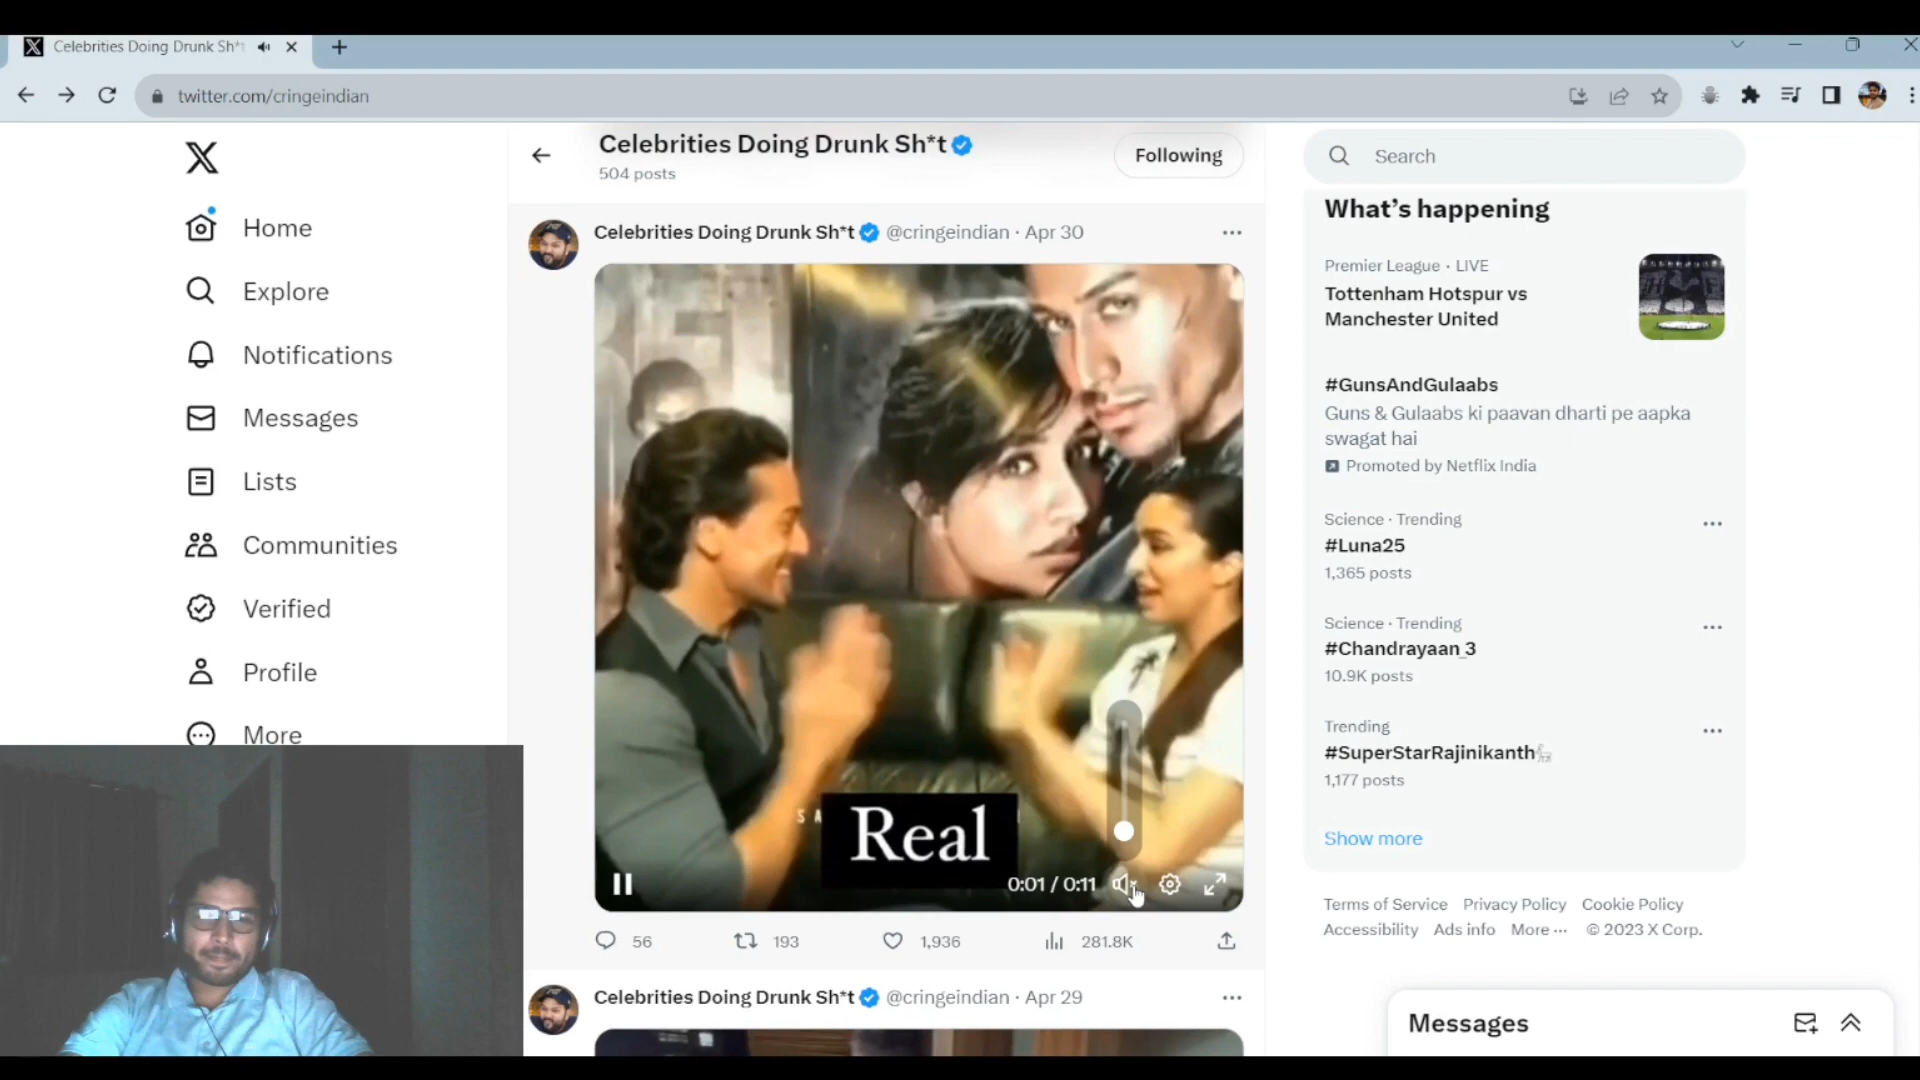 Celebrities Doing Drunk Sh*t
twitter.com/cringeindian
Celebrities Doing Drunk Sh*t
504 posts
Following
Search
Home
Explore
Notifications
Messages
Lists
Communities
Verified
Profile
More
Celebrities Doing Drunk Sh*t @cringeindian · Apr 30
Real
0:01 / 0:11
56 193 1,936 281.8K
Celebrities Doing Drunk Sh*t @cringeindian · Apr 29
What's happening
Premier League · LIVE
Tottenham Hotspur vs
Manchester United
#GunsAndGulaabs
Guns & Gulaabs ki paavan dharti pe aapka
swagat hai
Promoted by Netflix India
Science · Trending
#Luna25
1,365 posts
Science · Trending
#Chandrayaan_3
10.9K posts
Trending
#SuperStarRajinikanth
1,177 posts
Show more
Terms of Service Privacy Policy Cookie Policy
Accessibility Ads info More ··· © 2023 X Corp.
Messages